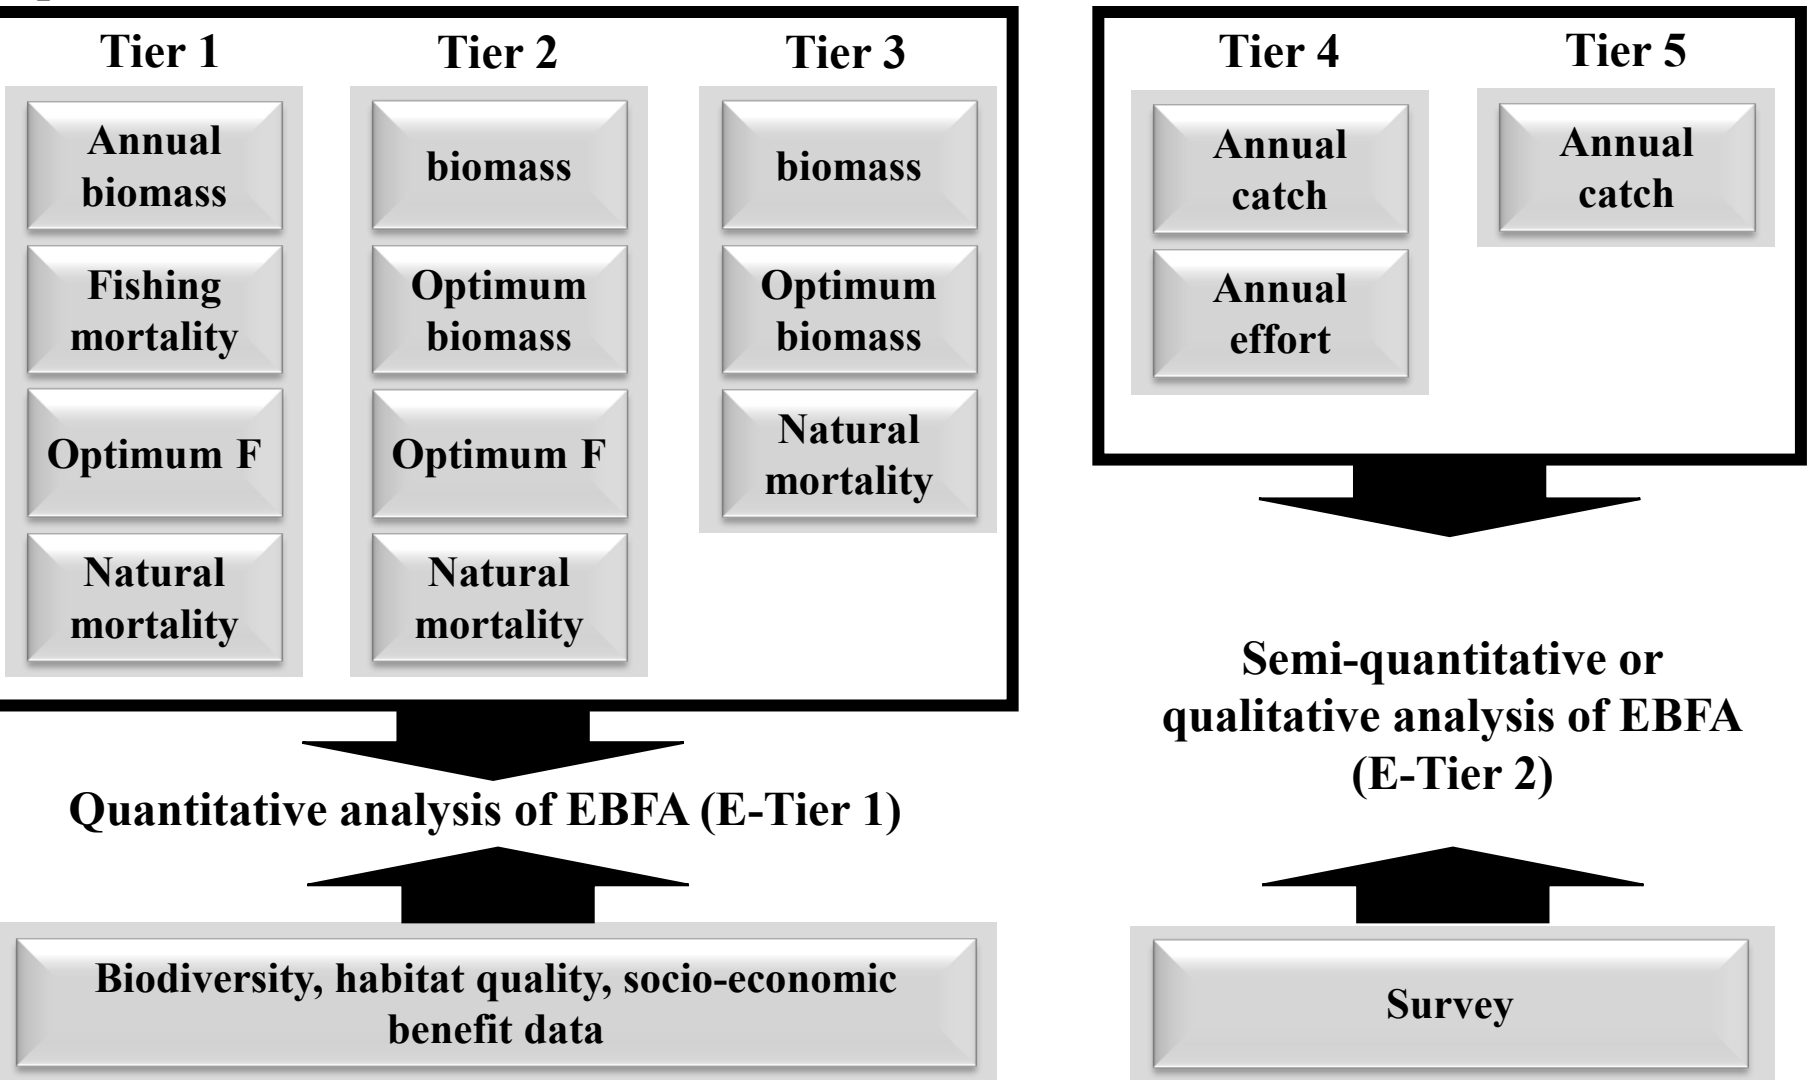 Tier 1
Annual
biomass
Fishing
mortality
Optimum F
Natural
mortality
Tier 2
biomass
Optimum
biomass
Optimum F
Natural
mortality
Tier 3
biomass
Optimum
biomass
Natural
mortality
Quantitative analysis of EBFA (E-Tier 1)
Biodiversity, habitat quality, socio-economic
benefit data
Tier 4
Annual
catch
Annual
effort
Tier 5
Annual
catch
Semi-quantitative or
qualitative analysis of EBFA
(E-Tier 2)
Survey